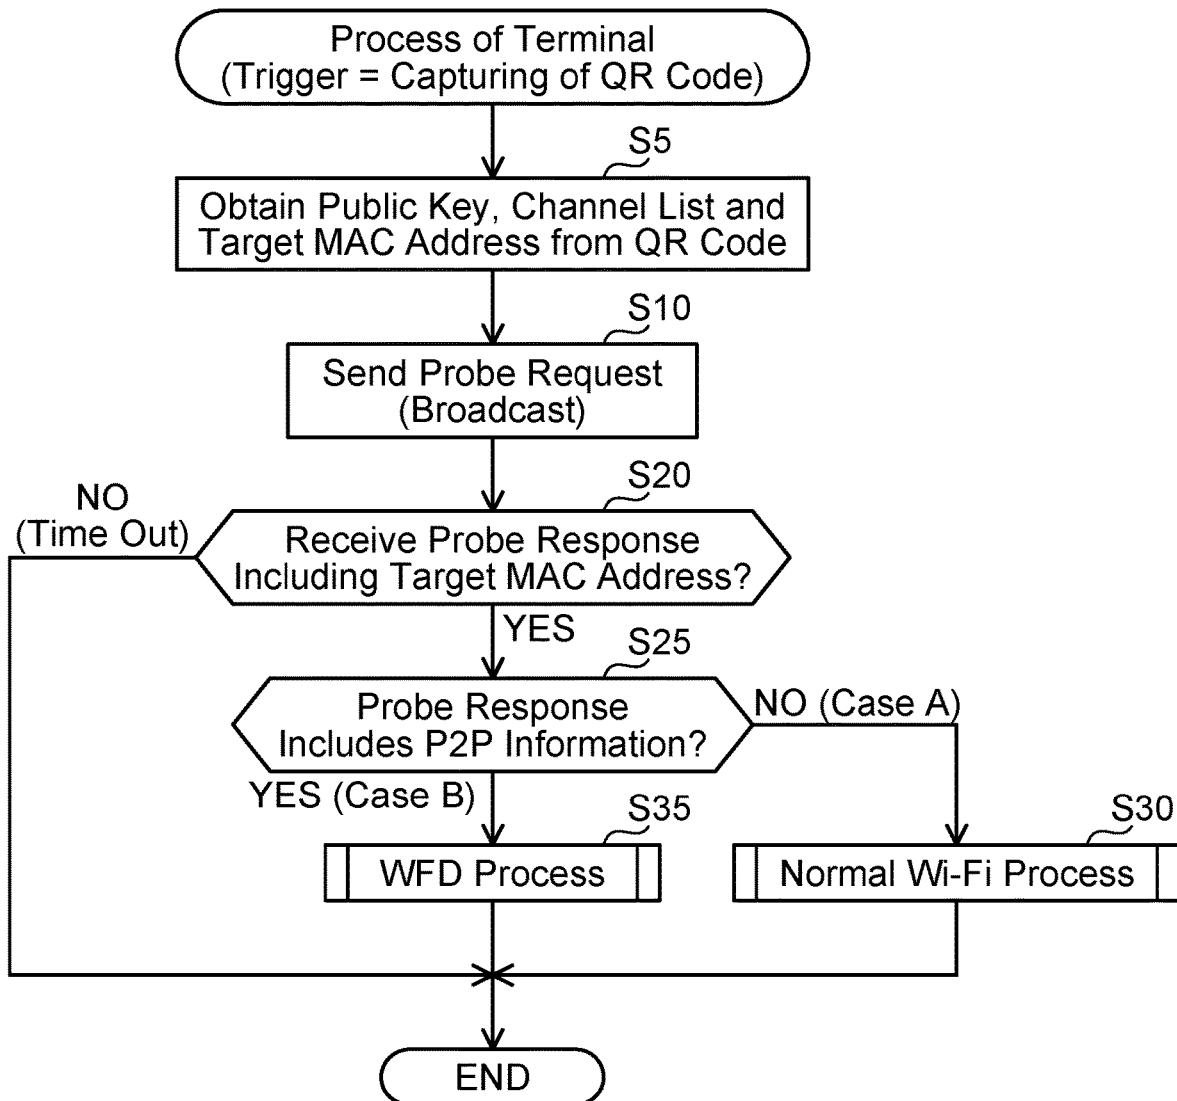 Process of Terminal
(Trigger = Capturing of QR Code)
S5
Obtain Public Key, Channel List and
Target MAC Address from QR Code
S10
Send Probe Request
(Broadcast)
S20
NO
(Time Out)
Receive Probe Response
Including Target MAC Address?
YES
S25
Probe Response
Includes P2P Information?
NO (Case A)
YES (Case B)
S35
WFD Process
S30
Normal Wi-Fi Process
END